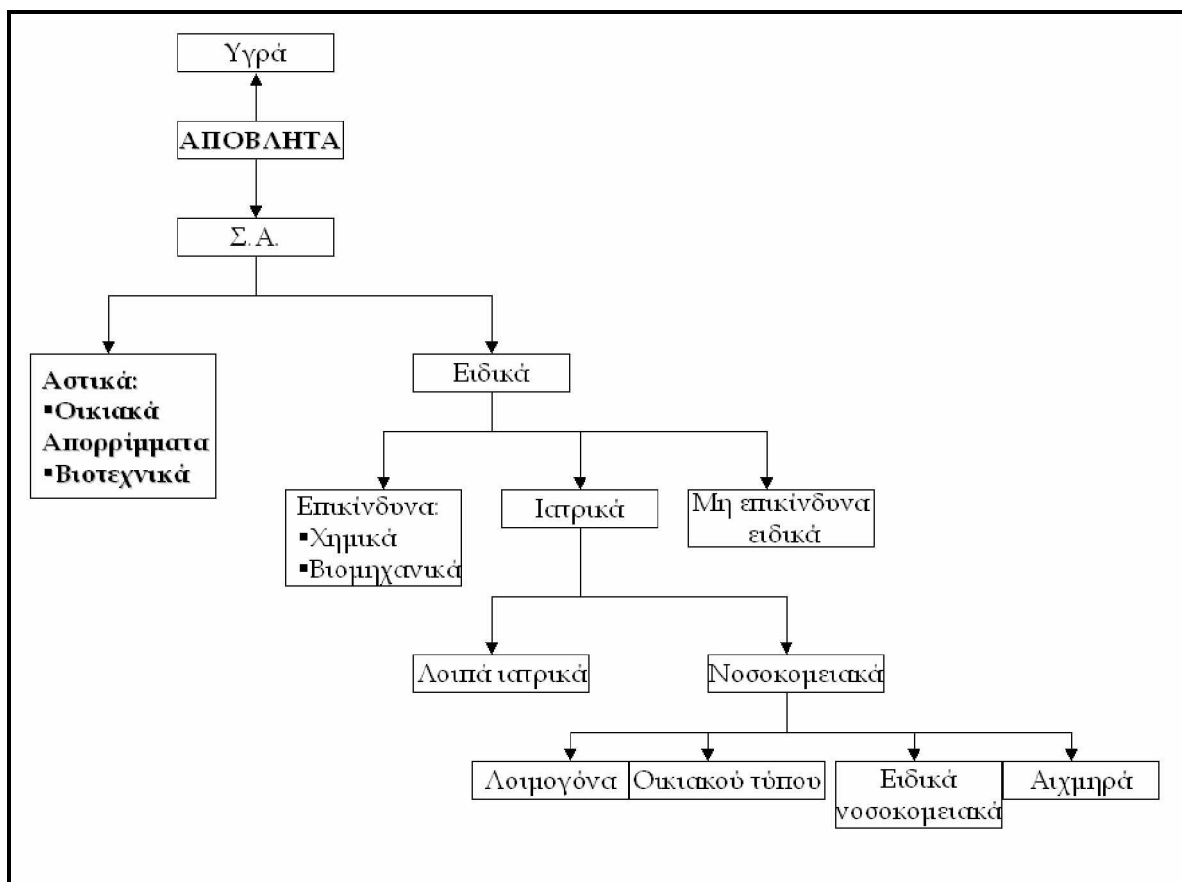 Υγρά
ΑΠΟΒΛΗΤΑ
Σ.Α.
Αστικά:
▪Οικιακά
Απορρίμματα
▪Βιοτεχνικά
Ειδικά
Επικίνδυνα:
▪Χημικά
▪Βιομηχανικά
Ιατρικά
Μη επικίνδυνα
ειδικά
Λοιπά ιατρικά
Νοσοκομειακά
Λοιμογόνα
Οικιακού τύπου
Ειδικά
νοσοκομειακά
Αιχμηρά